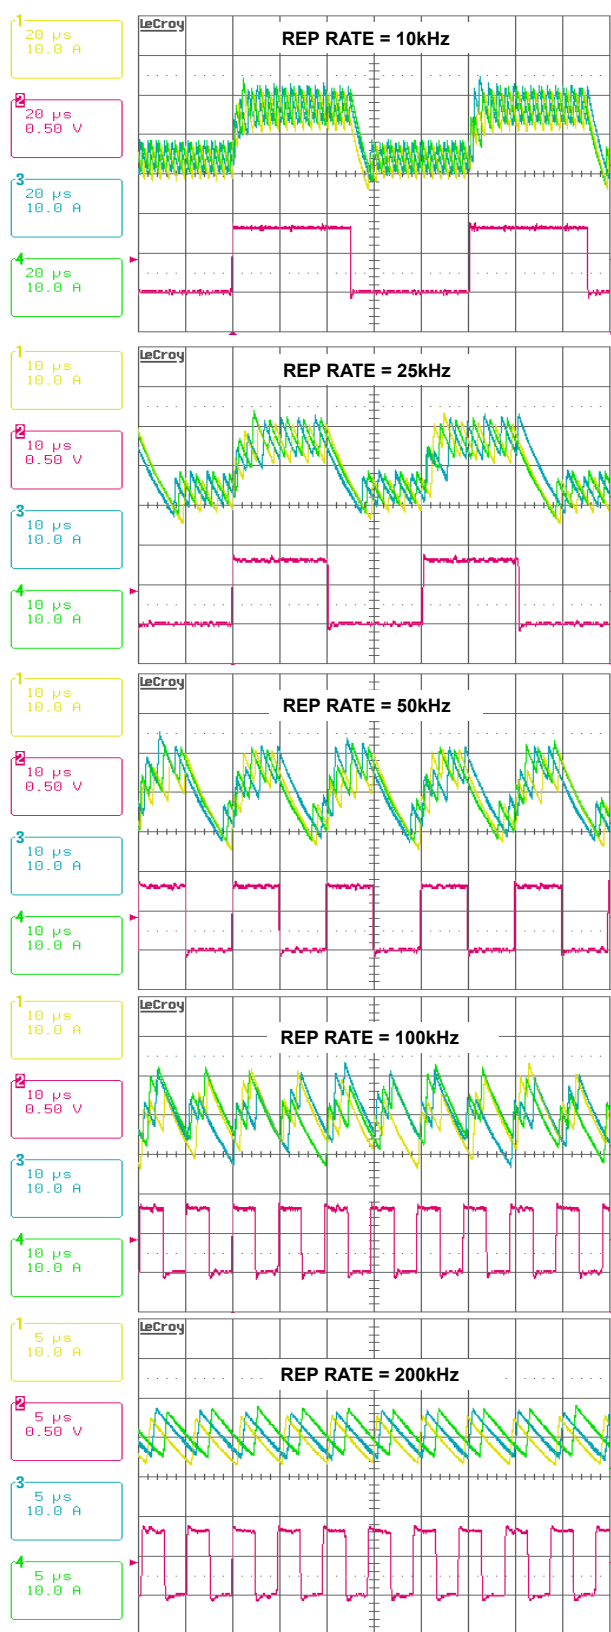 1
20 µs
10.0 A
2
20 µs
0.50 V
3
20 µs
10.0 A
4
20 µs
10.0 A
LeCroy
REP RATE = 10kHz
1
10 µs
10.0 A
2
10 µs
0.50 V
3
10 µs
10.0 A
4
10 µs
10.0 A
LeCroy
REP RATE = 25kHz
1
10 µs
10.0 A
2
10 µs
0.50 V
3
10 µs
10.0 A
4
10 µs
10.0 A
LeCroy
REP RATE = 50kHz
1
10 µs
10.0 A
2
10 µs
0.50 V
3
10 µs
10.0 A
4
10 µs
10.0 A
LeCroy
REP RATE = 100kHz
1
5 µs
10.0 A
2
5 µs
0.50 V
3
5 µs
10.0 A
4
5 µs
10.0 A
LeCroy
REP RATE = 200kHz